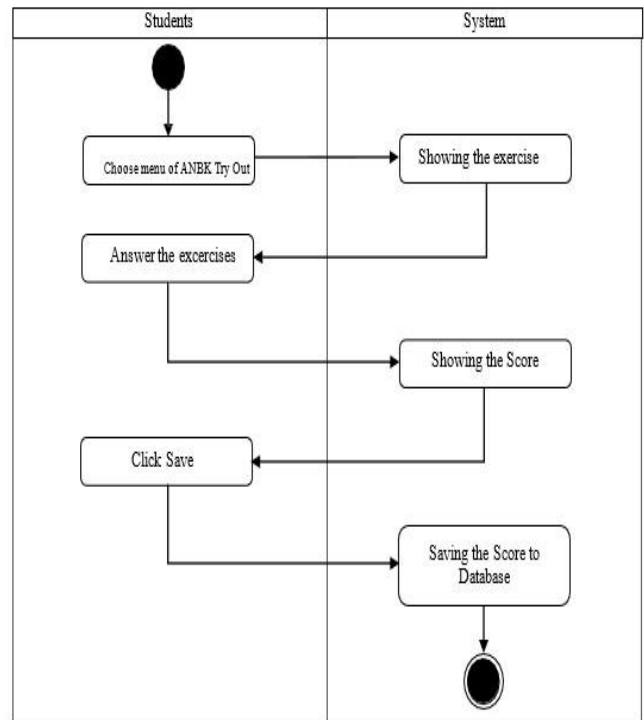 Students
System
Choose menu of ANBK Try Out
Showing the exercise
Answer the excercises
Showing the Score
Click Save
Saving the Score to
Database